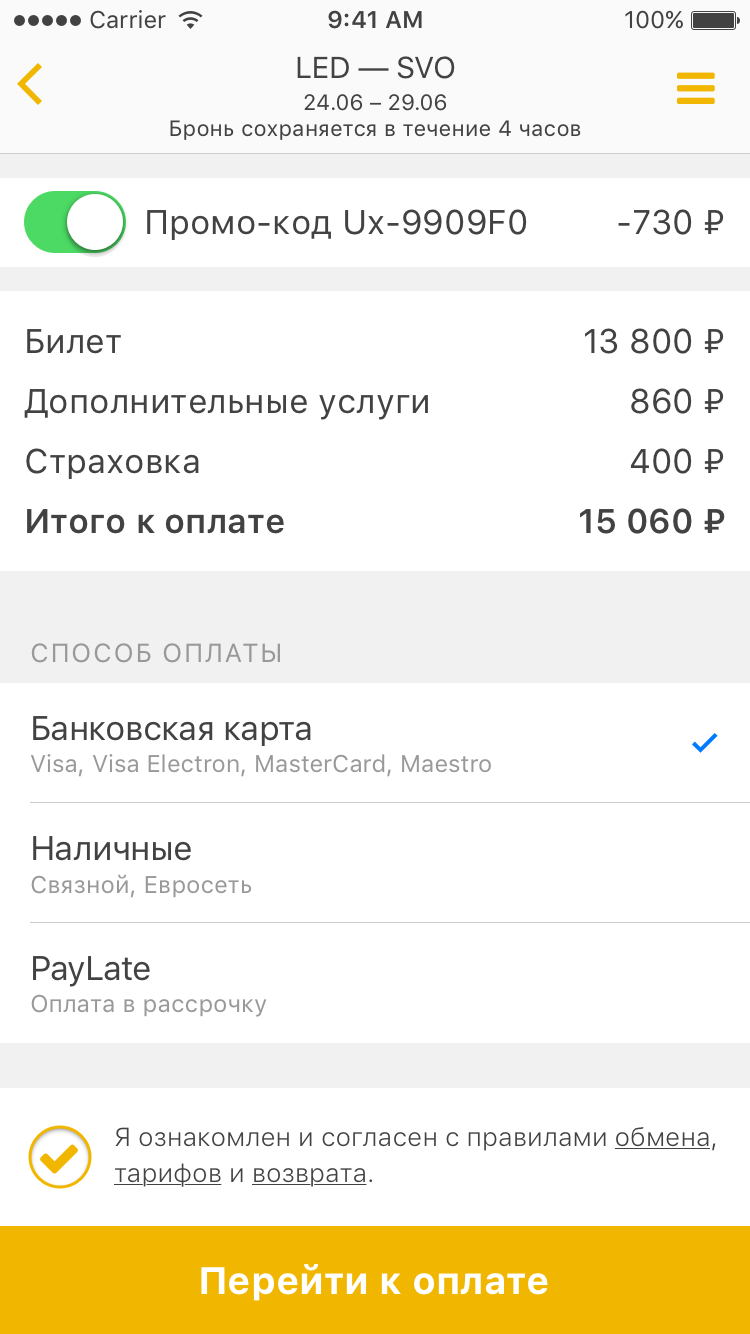 Carrier 9:41 AM 100%
LED — SVO
24.06 – 29.06
Бронь сохраняется в течение 4 часов
Промо-код Ux-9909F0 -730 ₽
Билет 13 800 ₽
Дополнительные услуги 860 ₽
Страховка 400 ₽
Итого к оплате 15 060 ₽
СПОСОБ ОПЛАТЫ
Банковская карта
Visa, Visa Electron, MasterCard, Maestro
Наличные
Связной, Евросеть
PayLate
Оплата в рассрочку
Я ознакомлен и согласен с правилами обмена,
тарифов и возврата.
Перейти к оплате